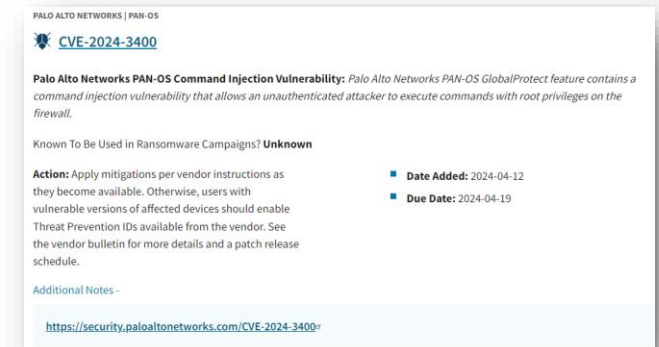 PALO ALTO NETWORKS | PAN-OS
CVE-2024-3400
Palo Alto Networks PAN-OS Command Injection Vulnerability: Palo Alto Networks PAN-OS GlobalProtect feature contains a
command injection vulnerability that allows an unauthenticated attacker to execute commands with root privileges on the
firewall.
Known To Be Used in Ransomware Campaigns? Unknown
Action: Apply mitigations per vendor instructions as
they become available. Otherwise, users with
vulnerable versions of affected devices should enable
Threat Prevention IDs available from the vendor. See
the vendor bulletin for more details and a patch release
schedule.
Date Added: 2024-04-12
Due Date: 2024-04-19
Additional Notes -
https://security.paloaltonetworks.com/CVE-2024-3400